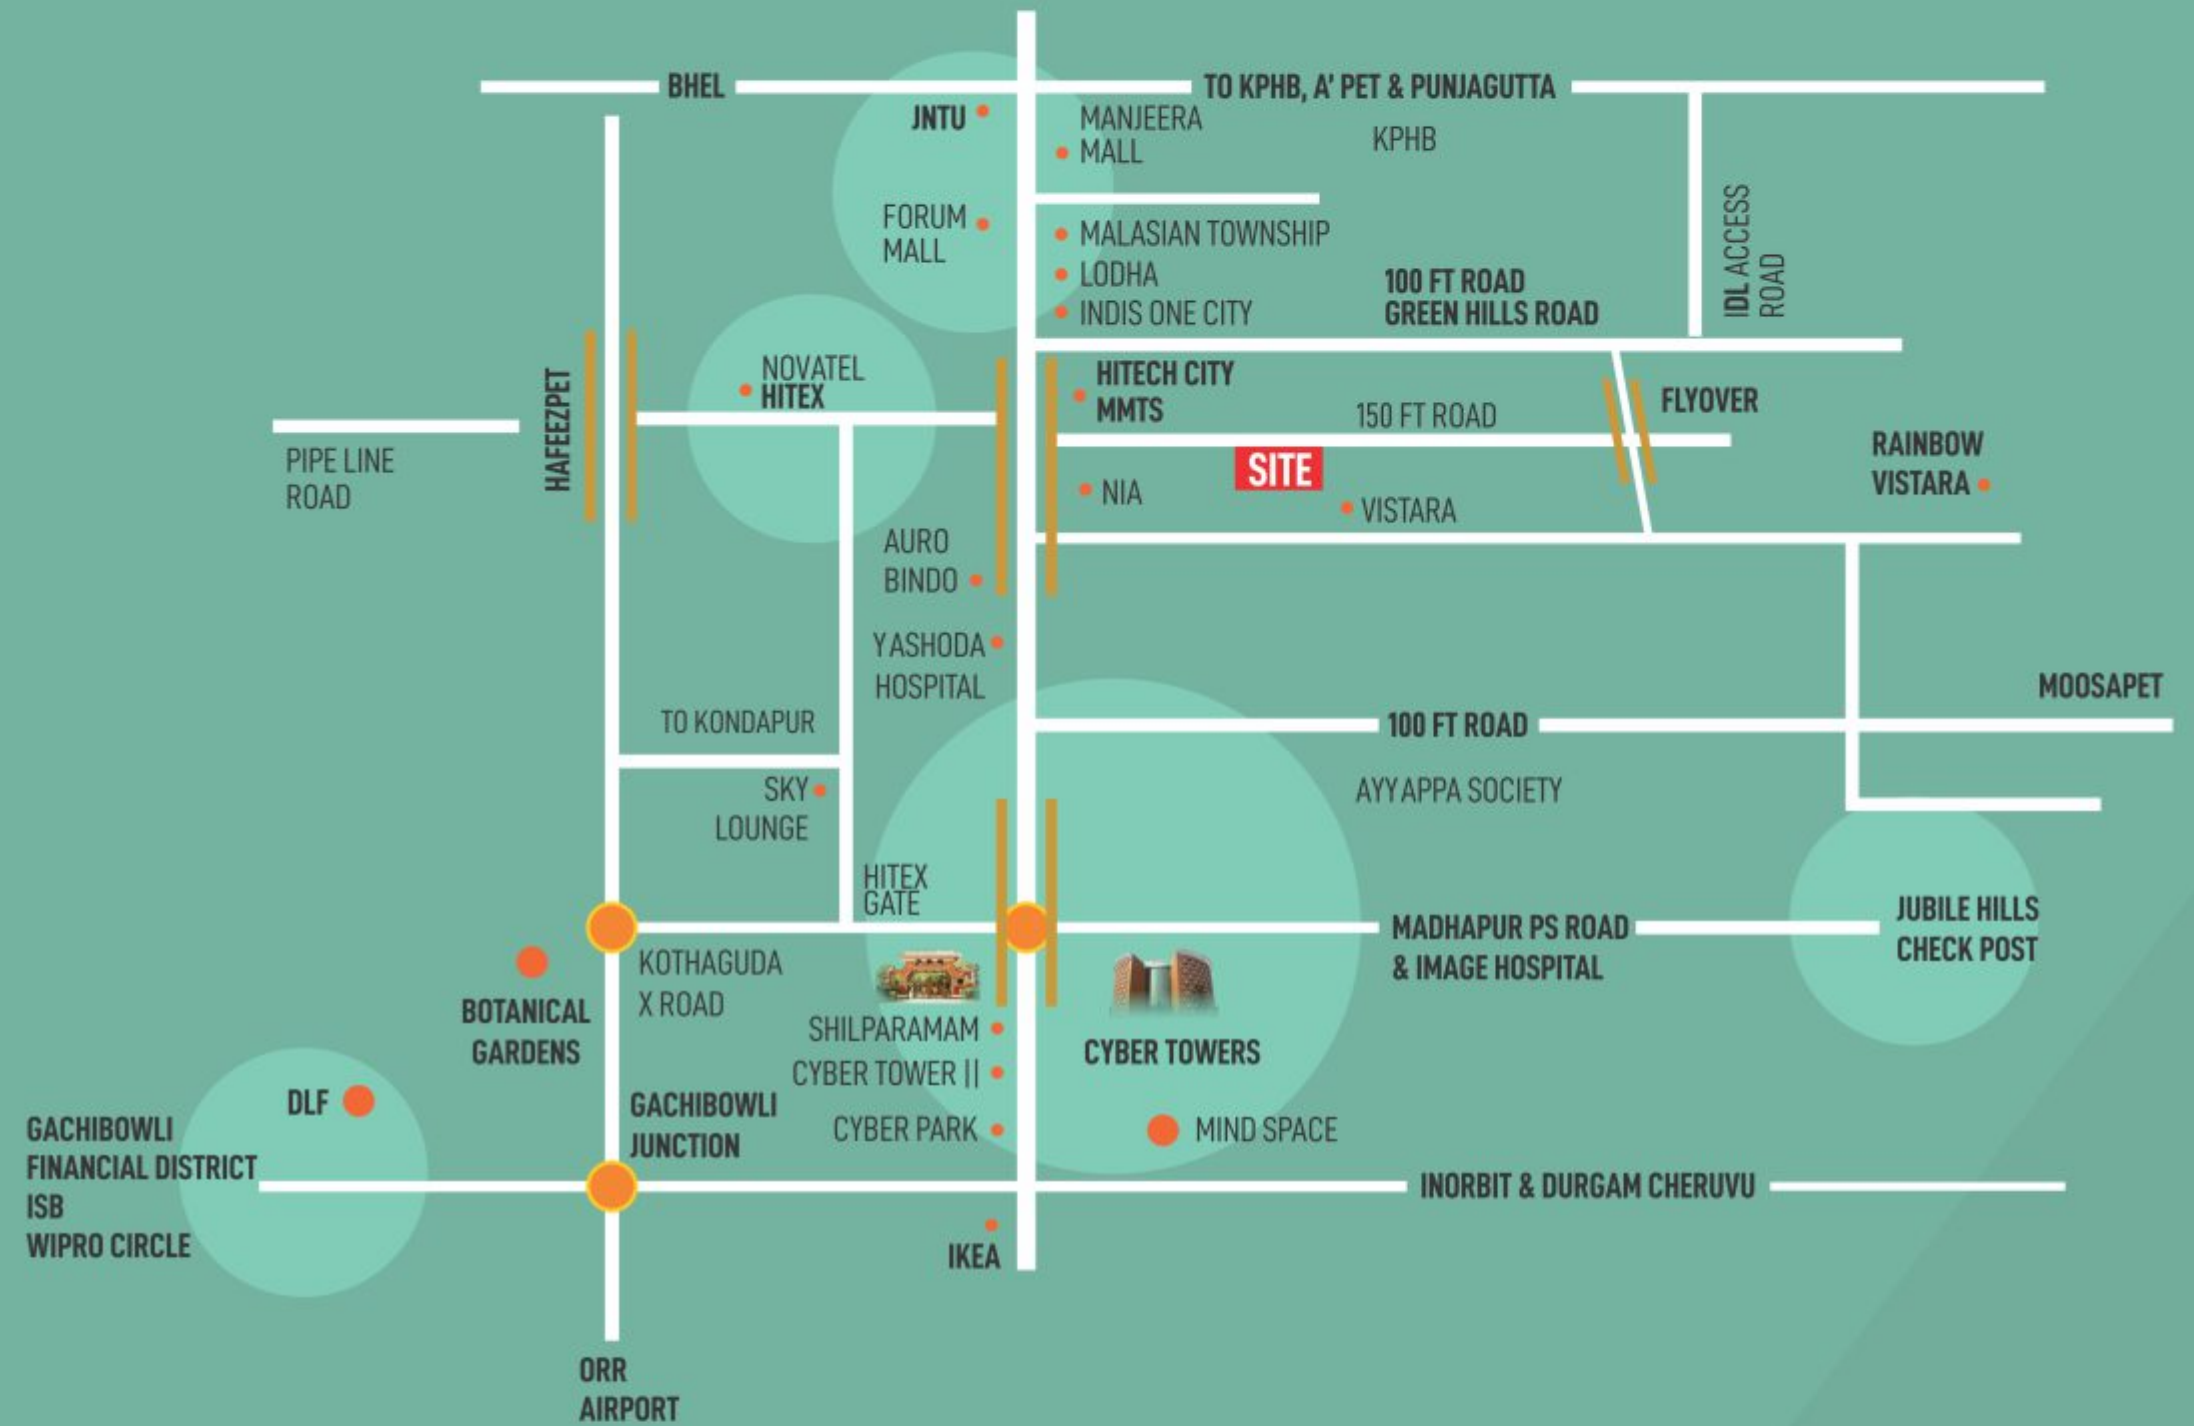 BHEL
TO KPHB, A' PET & PUNJAGUTTA
JNTU
MANJEERA
MALL
KPHB
FORUM
MALL
MALASIAN TOWNSHIP
LODHA
INDIS ONE CITY
100 FT ROAD
GREEN HILLS ROAD
IDL ACCESS
ROAD
NOVATEL
HITEX
HAFEEZPET
HITECH CITY
MMTS
150 FT ROAD
FLYOVER
PIPE LINE
ROAD
SITE
NIA
VISTARA
RAINBOW
VISTARA
AURO
BINDO
YASHODA
HOSPITAL
MOOSAPET
TO KONDAPUR
100 FT ROAD
SKY
LOUNGE
AYYAPPA SOCIETY
HITEX
GATE
MADHAPUR PS ROAD
& IMAGE HOSPITAL
JUBILE HILLS
CHECK POST
KOTHAGUDA
X ROAD
BOTANICAL
GARDENS
SHILPARAMAM
CYBER TOWER ||
CYBER PARK
CYBER TOWERS
MIND SPACE
DLF
GACHIBOWLI
JUNCTION
GACHIBOWLI
FINANCIAL DISTRICT
ISB
WIPRO CIRCLE
INORBIT & DURGAM CHERUVU
IKEA
ORR
AIRPORT